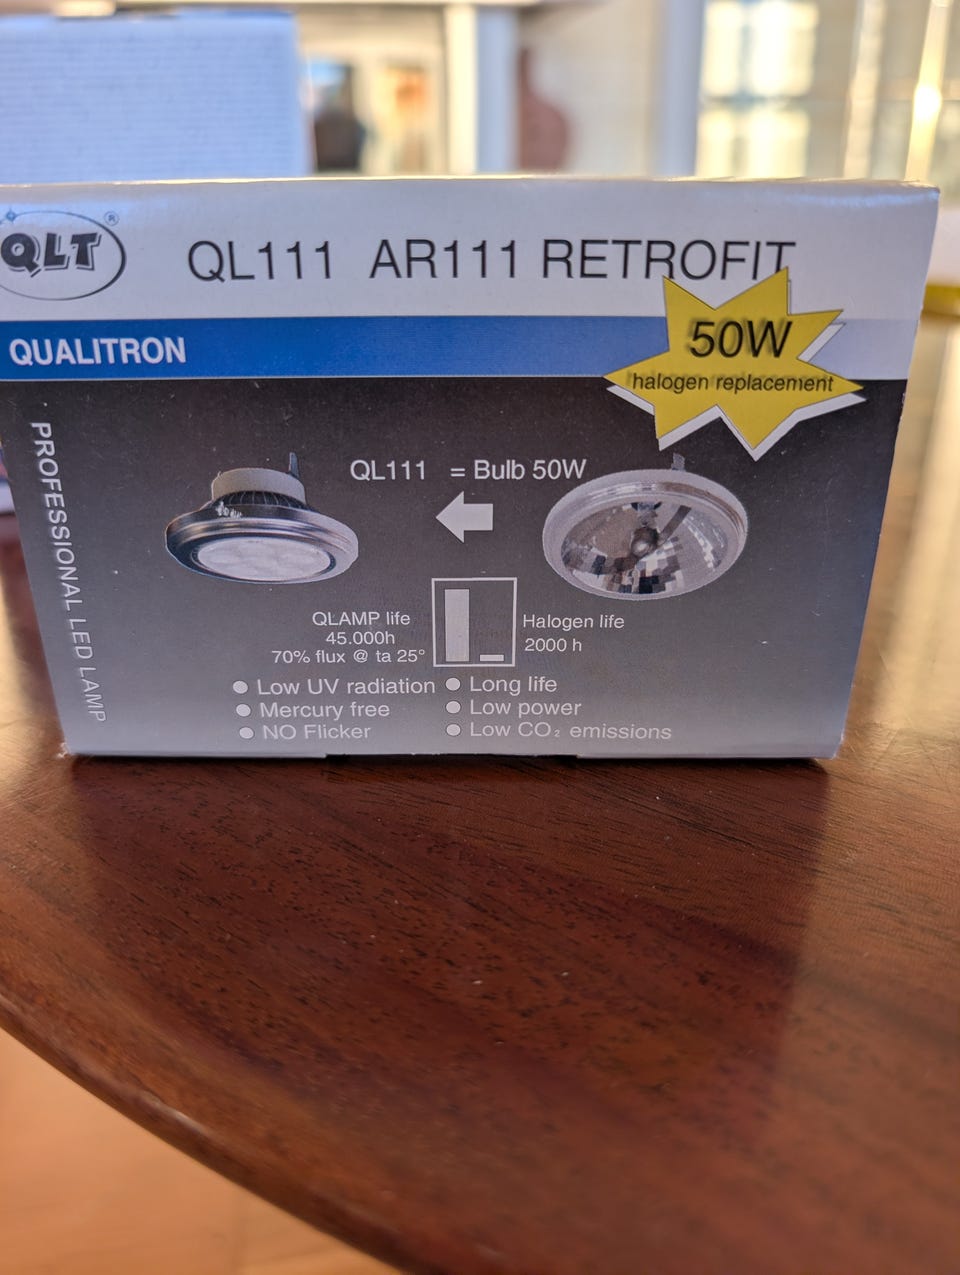 QLT ®
QL111 AR111 RETROFIT
50W
halogen replacement
QUALITRON
PROFESSIONAL LED LAMP
QL111 = Bulb 50W
QLAMP life
45.000h
70% flux @ ta 25°
Halogen life
2000 h
Low UV radiation
Mercury free
NO Flicker
Long life
Low power
Low CO₂ emissions